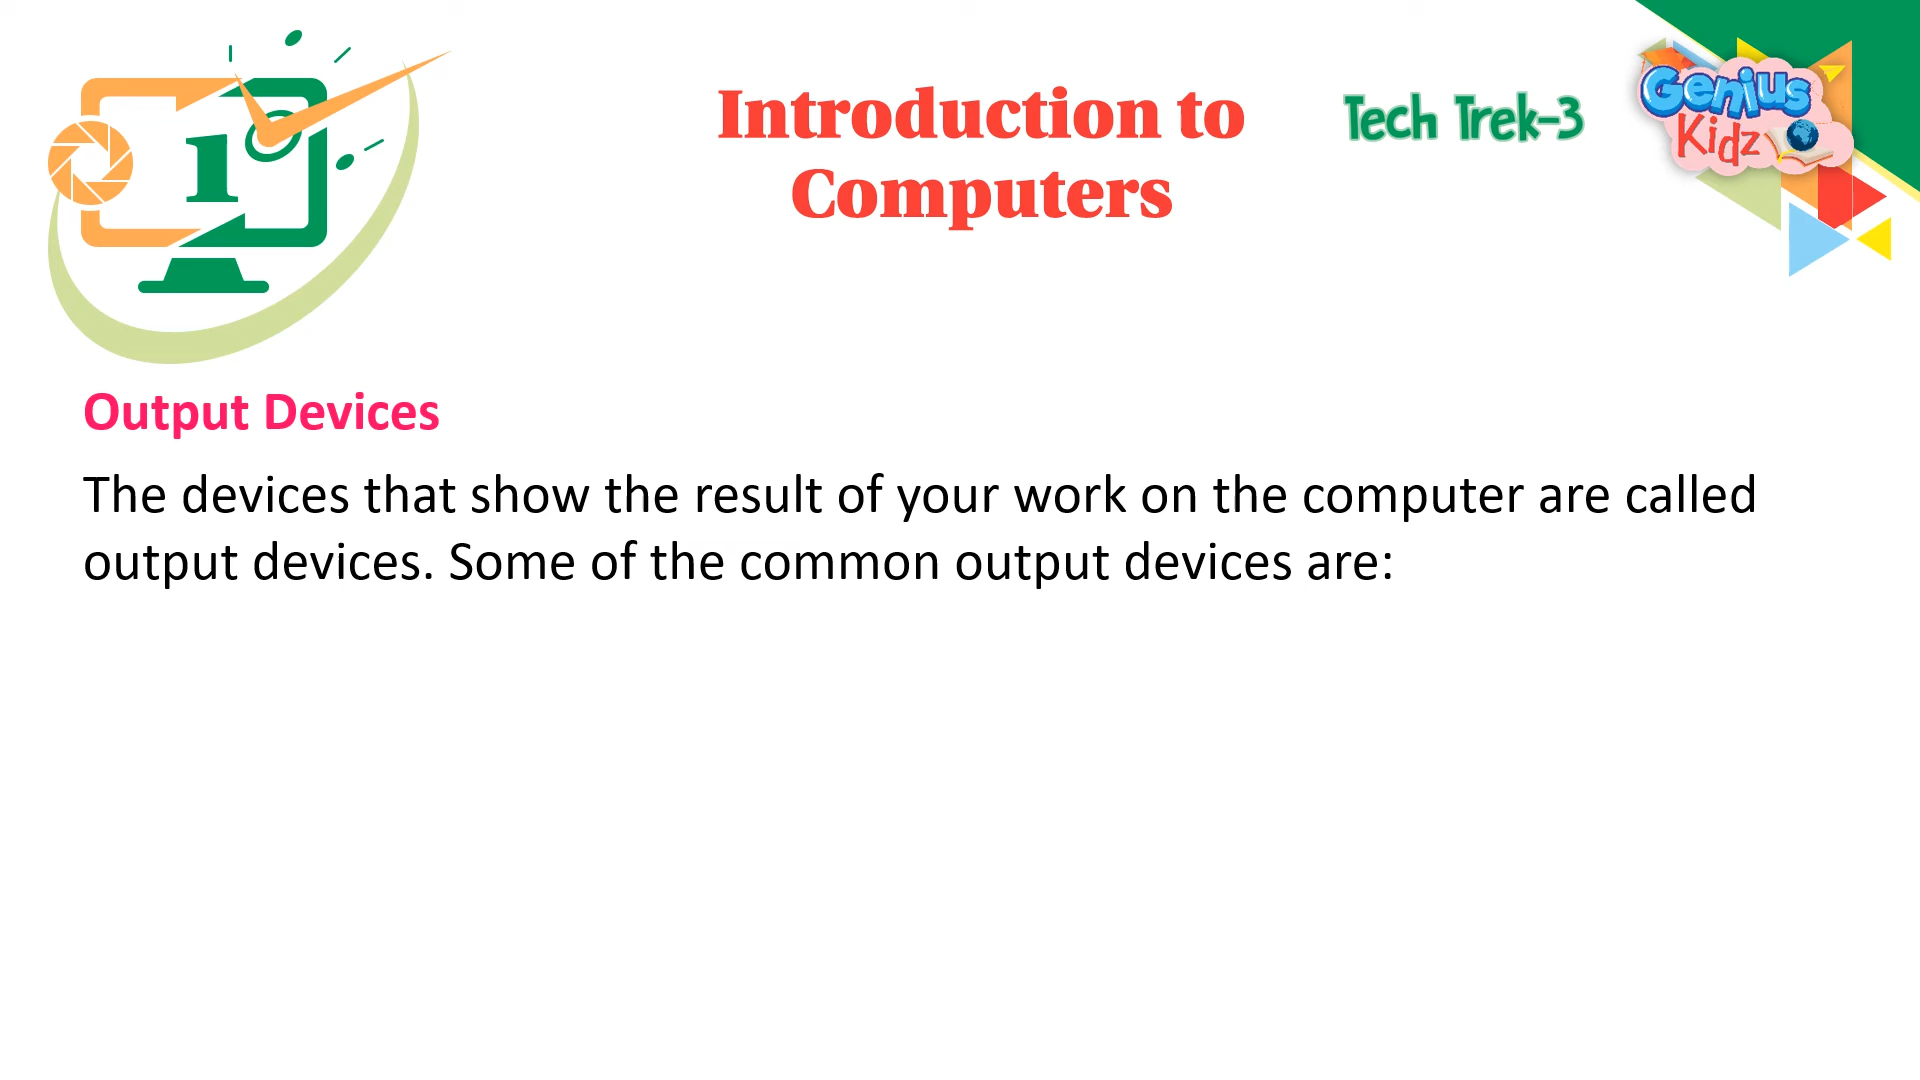 1
Introduction to
Computers
Tech Trek-3
Genius
Kidz
Output Devices
The devices that show the result of your work on the computer are called
output devices. Some of the common output devices are: